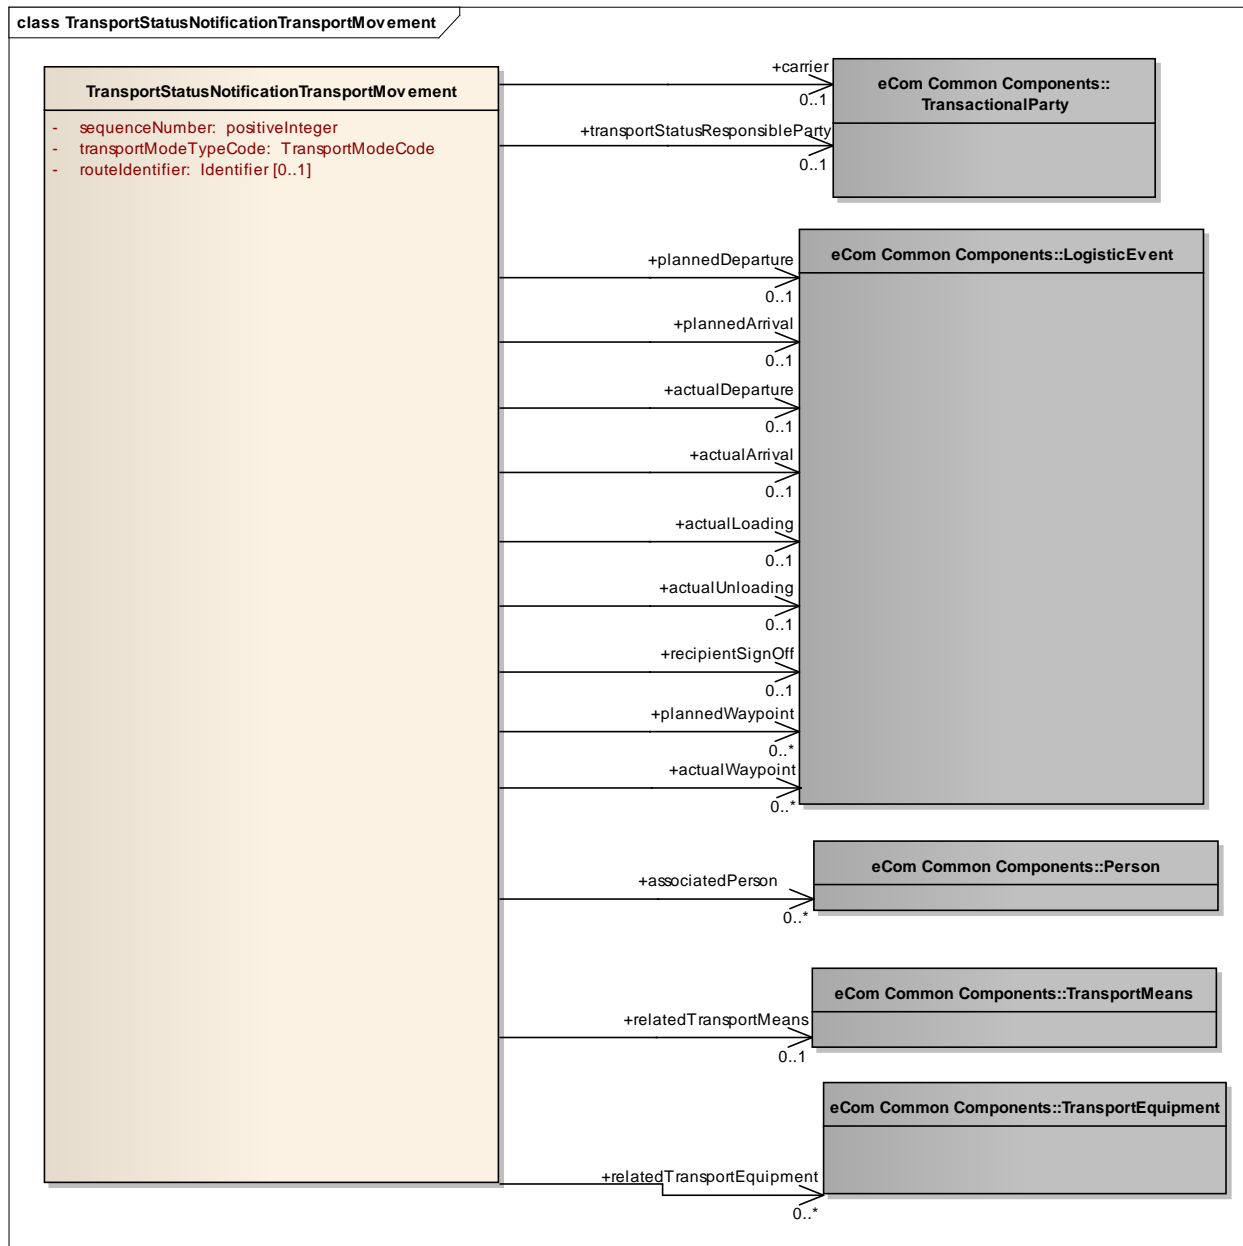 class TransportStatusNotificationTransportMovement
TransportStatusNotificationTransportMovement
- sequenceNumber: positiveInteger
- transportModeTypeCode: TransportModeCode
- routeIdentifier: Identifier [0..1]
+carrier
0..1
+transportStatusResponsibleParty
0..1
eCom Common Components::
TransactionalParty
+plannedDeparture
0..1
+plannedArrival
0..1
+actualDeparture
0..1
+actualArrival
0..1
+actualLoading
0..1
+actualUnloading
0..1
+recipientSignOff
0..1
+plannedWaypoint
0..*
+actualWaypoint
0..*
eCom Common Components::LogisticEvent
+associatedPerson
0..*
eCom Common Components::Person
+relatedTransportMeans
0..1
eCom Common Components::TransportMeans
+relatedTransportEquipment
0..*
eCom Common Components::TransportEquipment